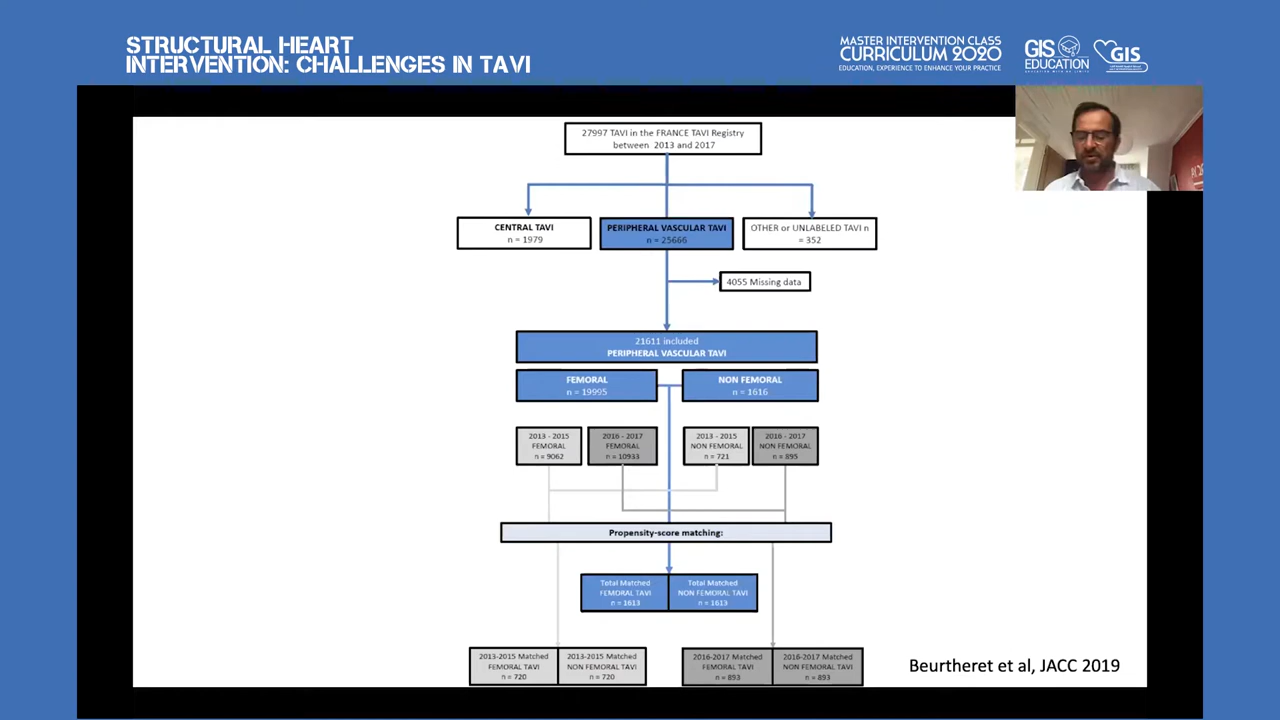 STRUCTURAL HEART
INTERVENTION: CHALLENGES IN TAVI
MASTER INTERVENTION CLASS
CURRICULUM 2020
EDUCATION, EXPERIENCE TO ENHANCE YOUR PRACTICE
GIS
EDUCATION
GIS
27997 TAVI in the FRANCE TAVI Registry
between 2013 and 2017
CENTRAL TAVI
n = 1979
PERIPHERAL VASCULAR TAVI
n = 25666
OTHER or UNLABELED TAVI n
= 352
4055 Missing data
21611 included
PERIPHERAL VASCULAR TAVI
FEMORAL
n = 19995
NON FEMORAL
n = 1616
2013 - 2015
FEMORAL
n = 9062
2016 - 2017
FEMORAL
n = 10933
2013 - 2015
NON FEMORAL
n = 721
2016 - 2017
NON FEMORAL
n = 895
Propensity-score matching:
Total Matched
FEMORAL TAVI
n = 1613
Total Matched
NON FEMORAL TAVI
n = 1613
2013-2015 Matched
FEMORAL TAVI
n = 720
2013-2015 Matched
NON FEMORAL TAVI
n = 720
2016-2017 Matched
FEMORAL TAVI
n = 893
2016-2017 Matched
NON FEMORAL TAVI
n = 893
Beurtheret et al, JACC 2019